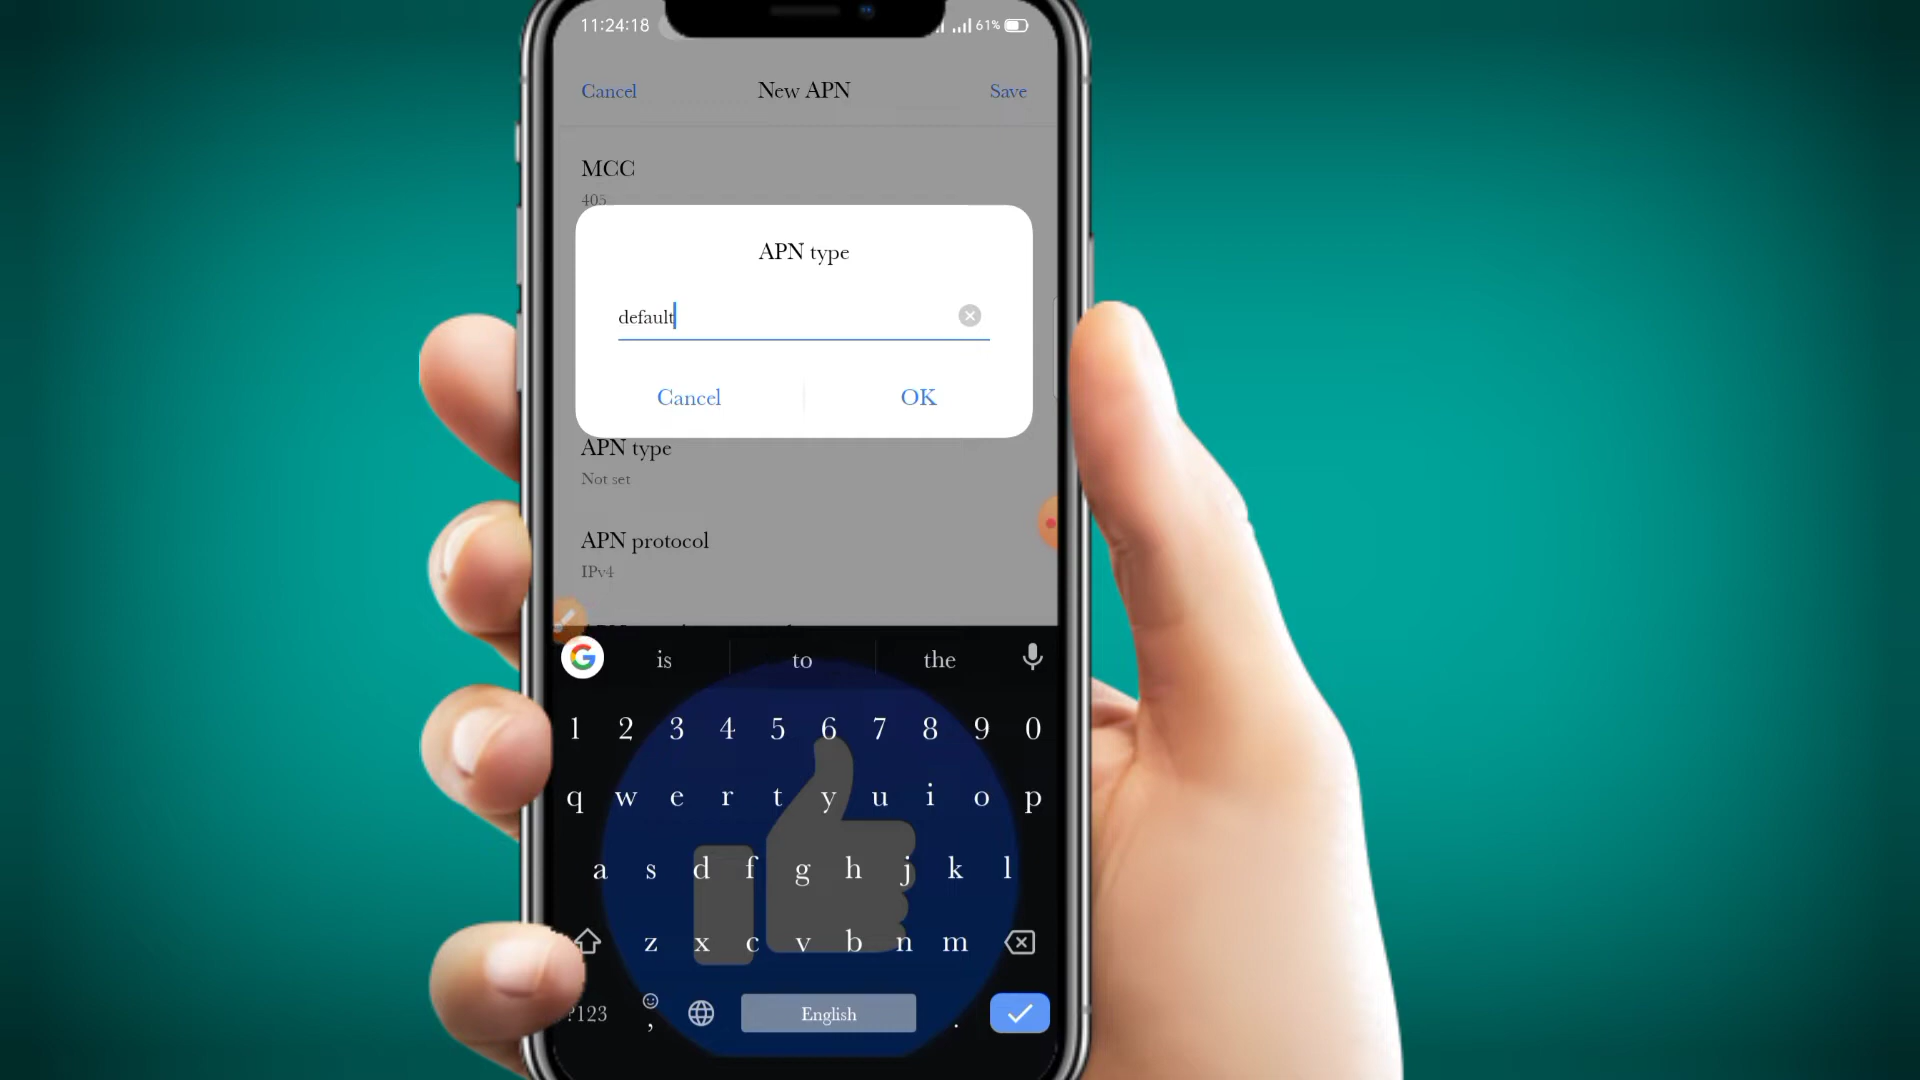 11:24:18 61%
Cancel New APN Save
MCC
405
APN type
default
Cancel OK
APN type
Not set
APN protocol
IPv4
is to the
1 2 3 4 5 6 7 8 9 0
q w e r t y u i o p
a s d f g h j k l
z x c v b n m
?123 , English .